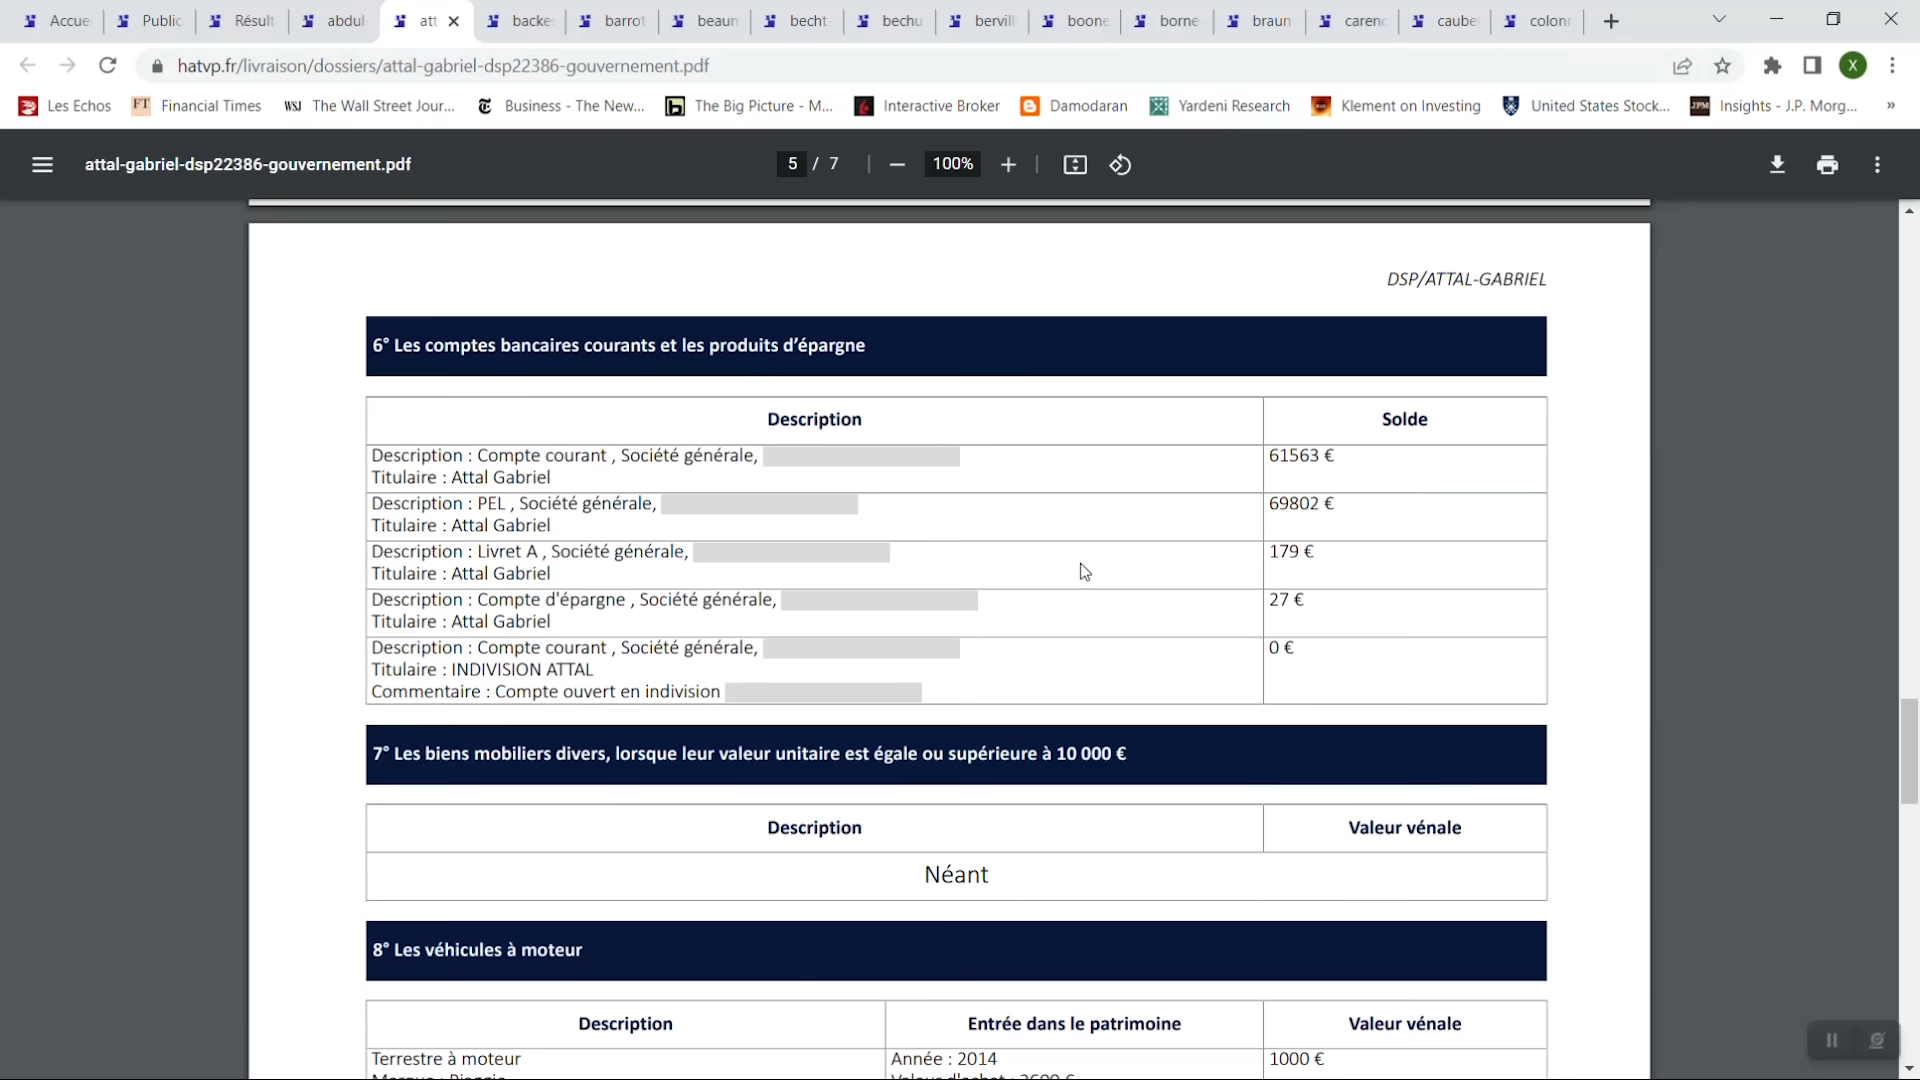 Accue
Public
Résult
abdul-
att
backe
barrot
beaun
becht-
bechu
bervill
boone
borne
braun
carenc
caube
colonn
hatvp.fr/livraison/dossiers/attal-gabriel-dsp22386-gouvernement.pdf
X
Les Echos
FT Financial Times
WSJ The Wall Street Jour...
Business - The New...
The Big Picture - M...
Interactive Broker
Damodaran
Yardeni Research
Klement on Investing
United States Stock...
JPM Insights - J.P. Morg...
»
attal-gabriel-dsp22386-gouvernement.pdf
5 / 7
100%
DSP/ATTAL-GABRIEL
6° Les comptes bancaires courants et les produits d’épargne
Description Solde
Description : Compte courant , Société générale, 61563 €
Titulaire : Attal Gabriel
Description : PEL , Société générale, 69802 €
Titulaire : Attal Gabriel
Description : Livret A , Société générale, 179 €
Titulaire : Attal Gabriel
Description : Compte d'épargne , Société générale, 27 €
Titulaire : Attal Gabriel
Description : Compte courant , Société générale, 0 €
Titulaire : INDIVISION ATTAL
Commentaire : Compte ouvert en indivision
7° Les biens mobiliers divers, lorsque leur valeur unitaire est égale ou supérieure à 10 000 €
Description Valeur vénale
Néant
8° Les véhicules à moteur
Description Entrée dans le patrimoine Valeur vénale
Terrestre à moteur Année : 2014 1000 €